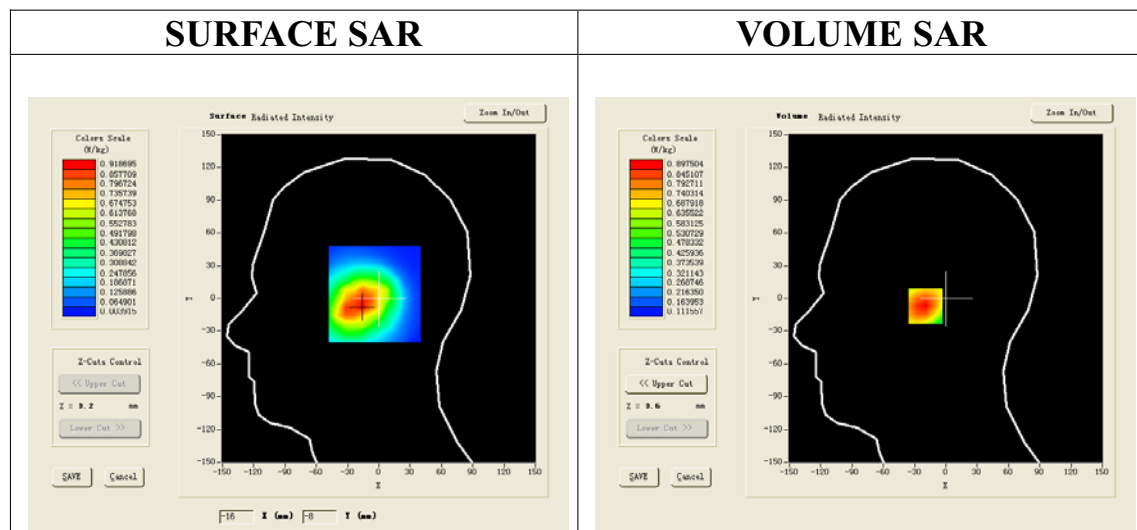 SURFACE SAR
VOLUME SAR
Surface Radiated Intensity
Zoom In/Out
Colors Scale
(W/kg)
0.918695
0.857709
0.796724
0.735739
0.674753
0.613768
0.552783
0.491798
0.430812
0.369827
0.308842
0.247856
0.186871
0.125886
0.064901
0.003915
150
120
90
60
30
0
-30
-60
-90
-120
-150
Y
-150 -120 -90 -60 -30 0 30 60 90 120 150
X
Z-Cuts Control
<< Upper Cut
Z = 0.2 mm
Lower Cut >>
SAVE Cancel
-16 X (mm) -8 Y (mm)
Volume Radiated Intensity
Zoom In/Out
Colors Scale
(W/kg)
0.897504
0.845107
0.792711
0.740314
0.687918
0.635522
0.583125
0.530729
0.478332
0.425936
0.373539
0.321143
0.268746
0.216350
0.163953
0.111557
150
120
90
60
30
0
-30
-60
-90
-120
-150
Y
-150 -120 -90 -60 -30 0 30 60 90 120 150
X
Z-Cuts Control
<< Upper Cut
Z = 0.6 mm
Lower Cut >>
SAVE Cancel